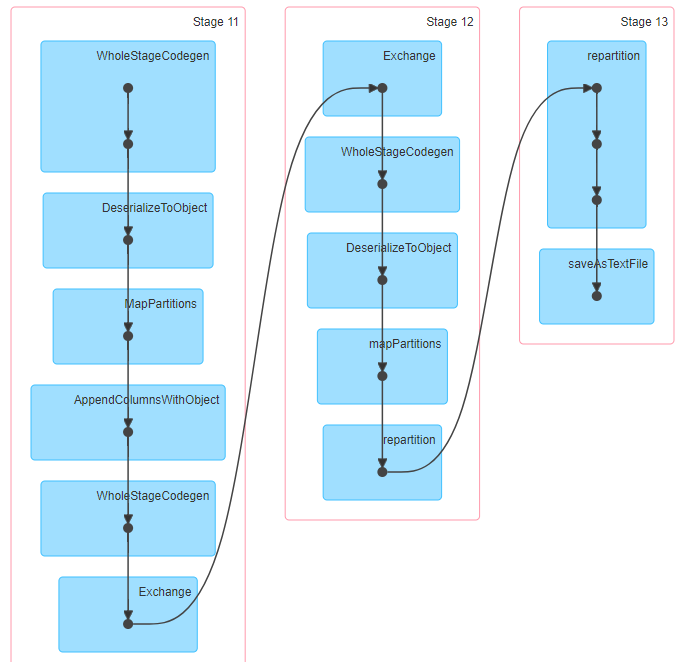 Stage 11
WholeStageCodegen
DeserializeToObject
MapPartitions
AppendColumnsWithObject
WholeStageCodegen
Exchange
Stage 12
Exchange
WholeStageCodegen
DeserializeToObject
mapPartitions
repartition
Stage 13
repartition
saveAsTextFile